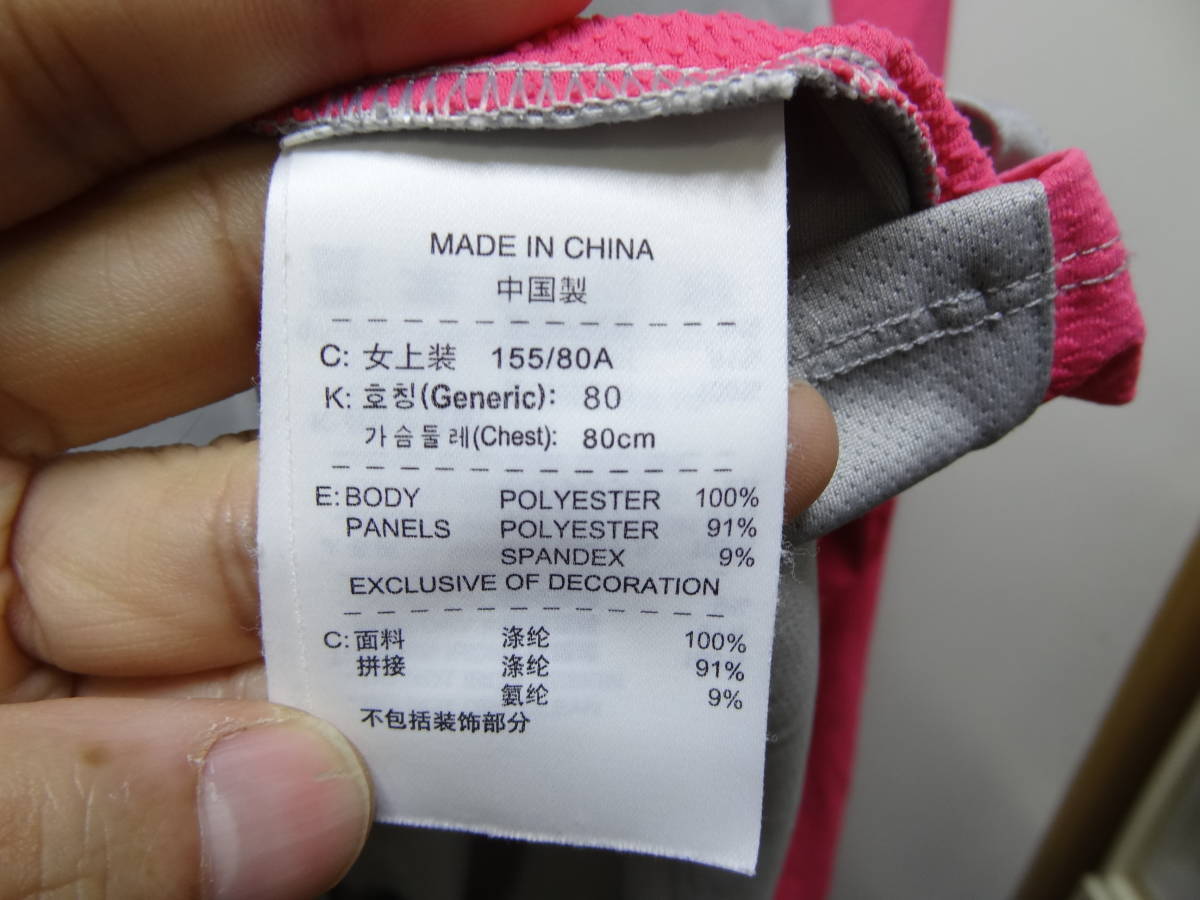 MADE IN CHINA
中国製
C: 女上装 155/80A
K: 호칭(Generic): 80
가슴둘레(Chest): 80cm
E: BODY POLYESTER 100%
PANELS POLYESTER 91%
SPANDEX 9%
EXCLUSIVE OF DECORATION
C: 面料 涤纶 100%
拼接 涤纶 91%
氨纶 9%
不包括装饰部分